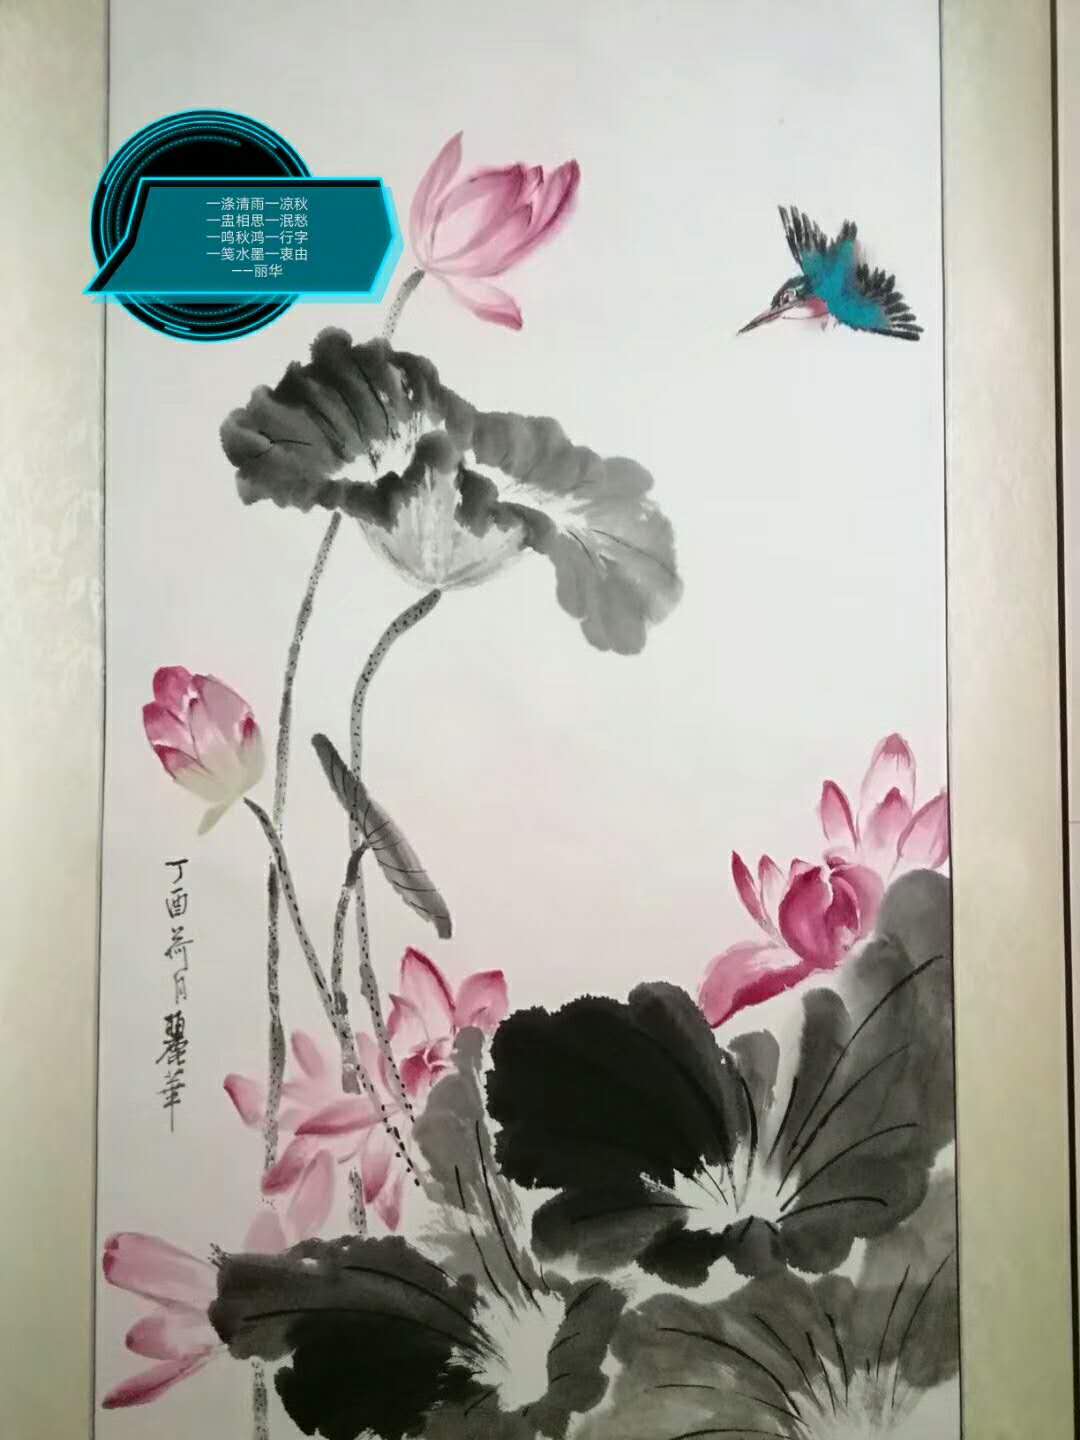 一涤清雨一凉秋
一盅相思一泯愁
一鸣秋鸿一行字
一笺水墨一衷由
——丽华
丁酉荷月麗華